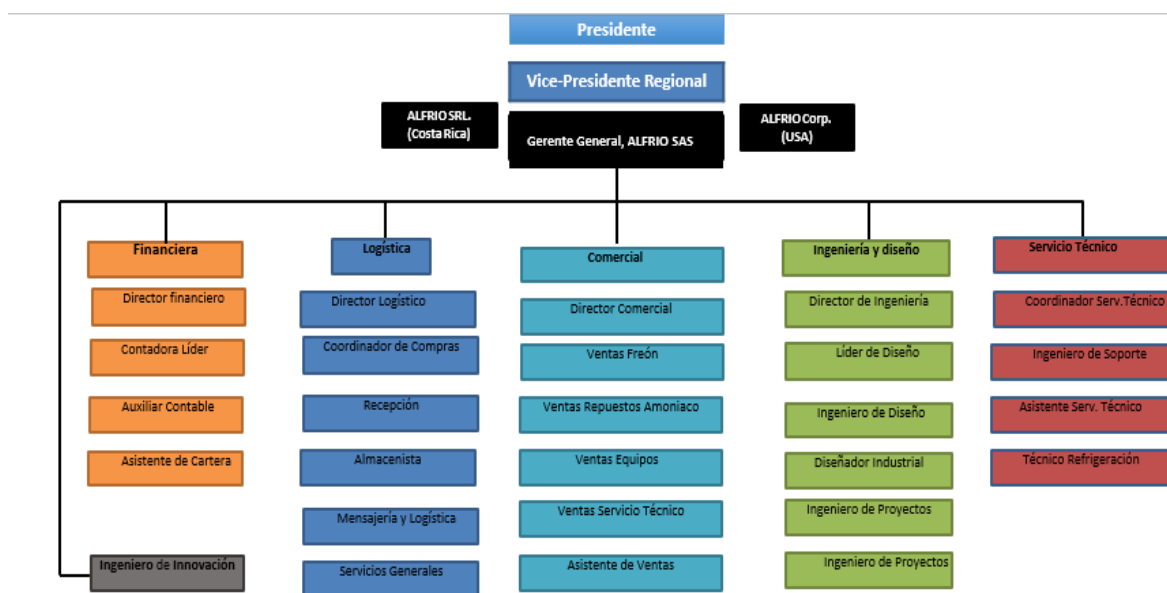 Presidente
Vice-Presidente Regional
ALFRIO SRL.
(Costa Rica)
Gerente General, ALFRIO SAS
ALFRIO Corp.
(USA)
Financiera
Director financiero
Contadora Líder
Auxiliar Contable
Asistente de Cartera
Ingeniero de Innovación
Logística
Director Logístico
Coordinador de Compras
Recepción
Almacenista
Mensajería y Logística
Servicios Generales
Comercial
Director Comercial
Ventas Freón
Ventas Repuestos Amoniaco
Ventas Equipos
Ventas Servicio Técnico
Asistente de Ventas
Ingeniería y diseño
Director de Ingeniería
Líder de Diseño
Ingeniero de Diseño
Diseñador Industrial
Ingeniero de Proyectos
Ingeniero de Proyectos
Servicio Técnico
Coordinador Serv.Técnico
Ingeniero de Soporte
Asistente Serv. Técnico
Técnico Refrigeración